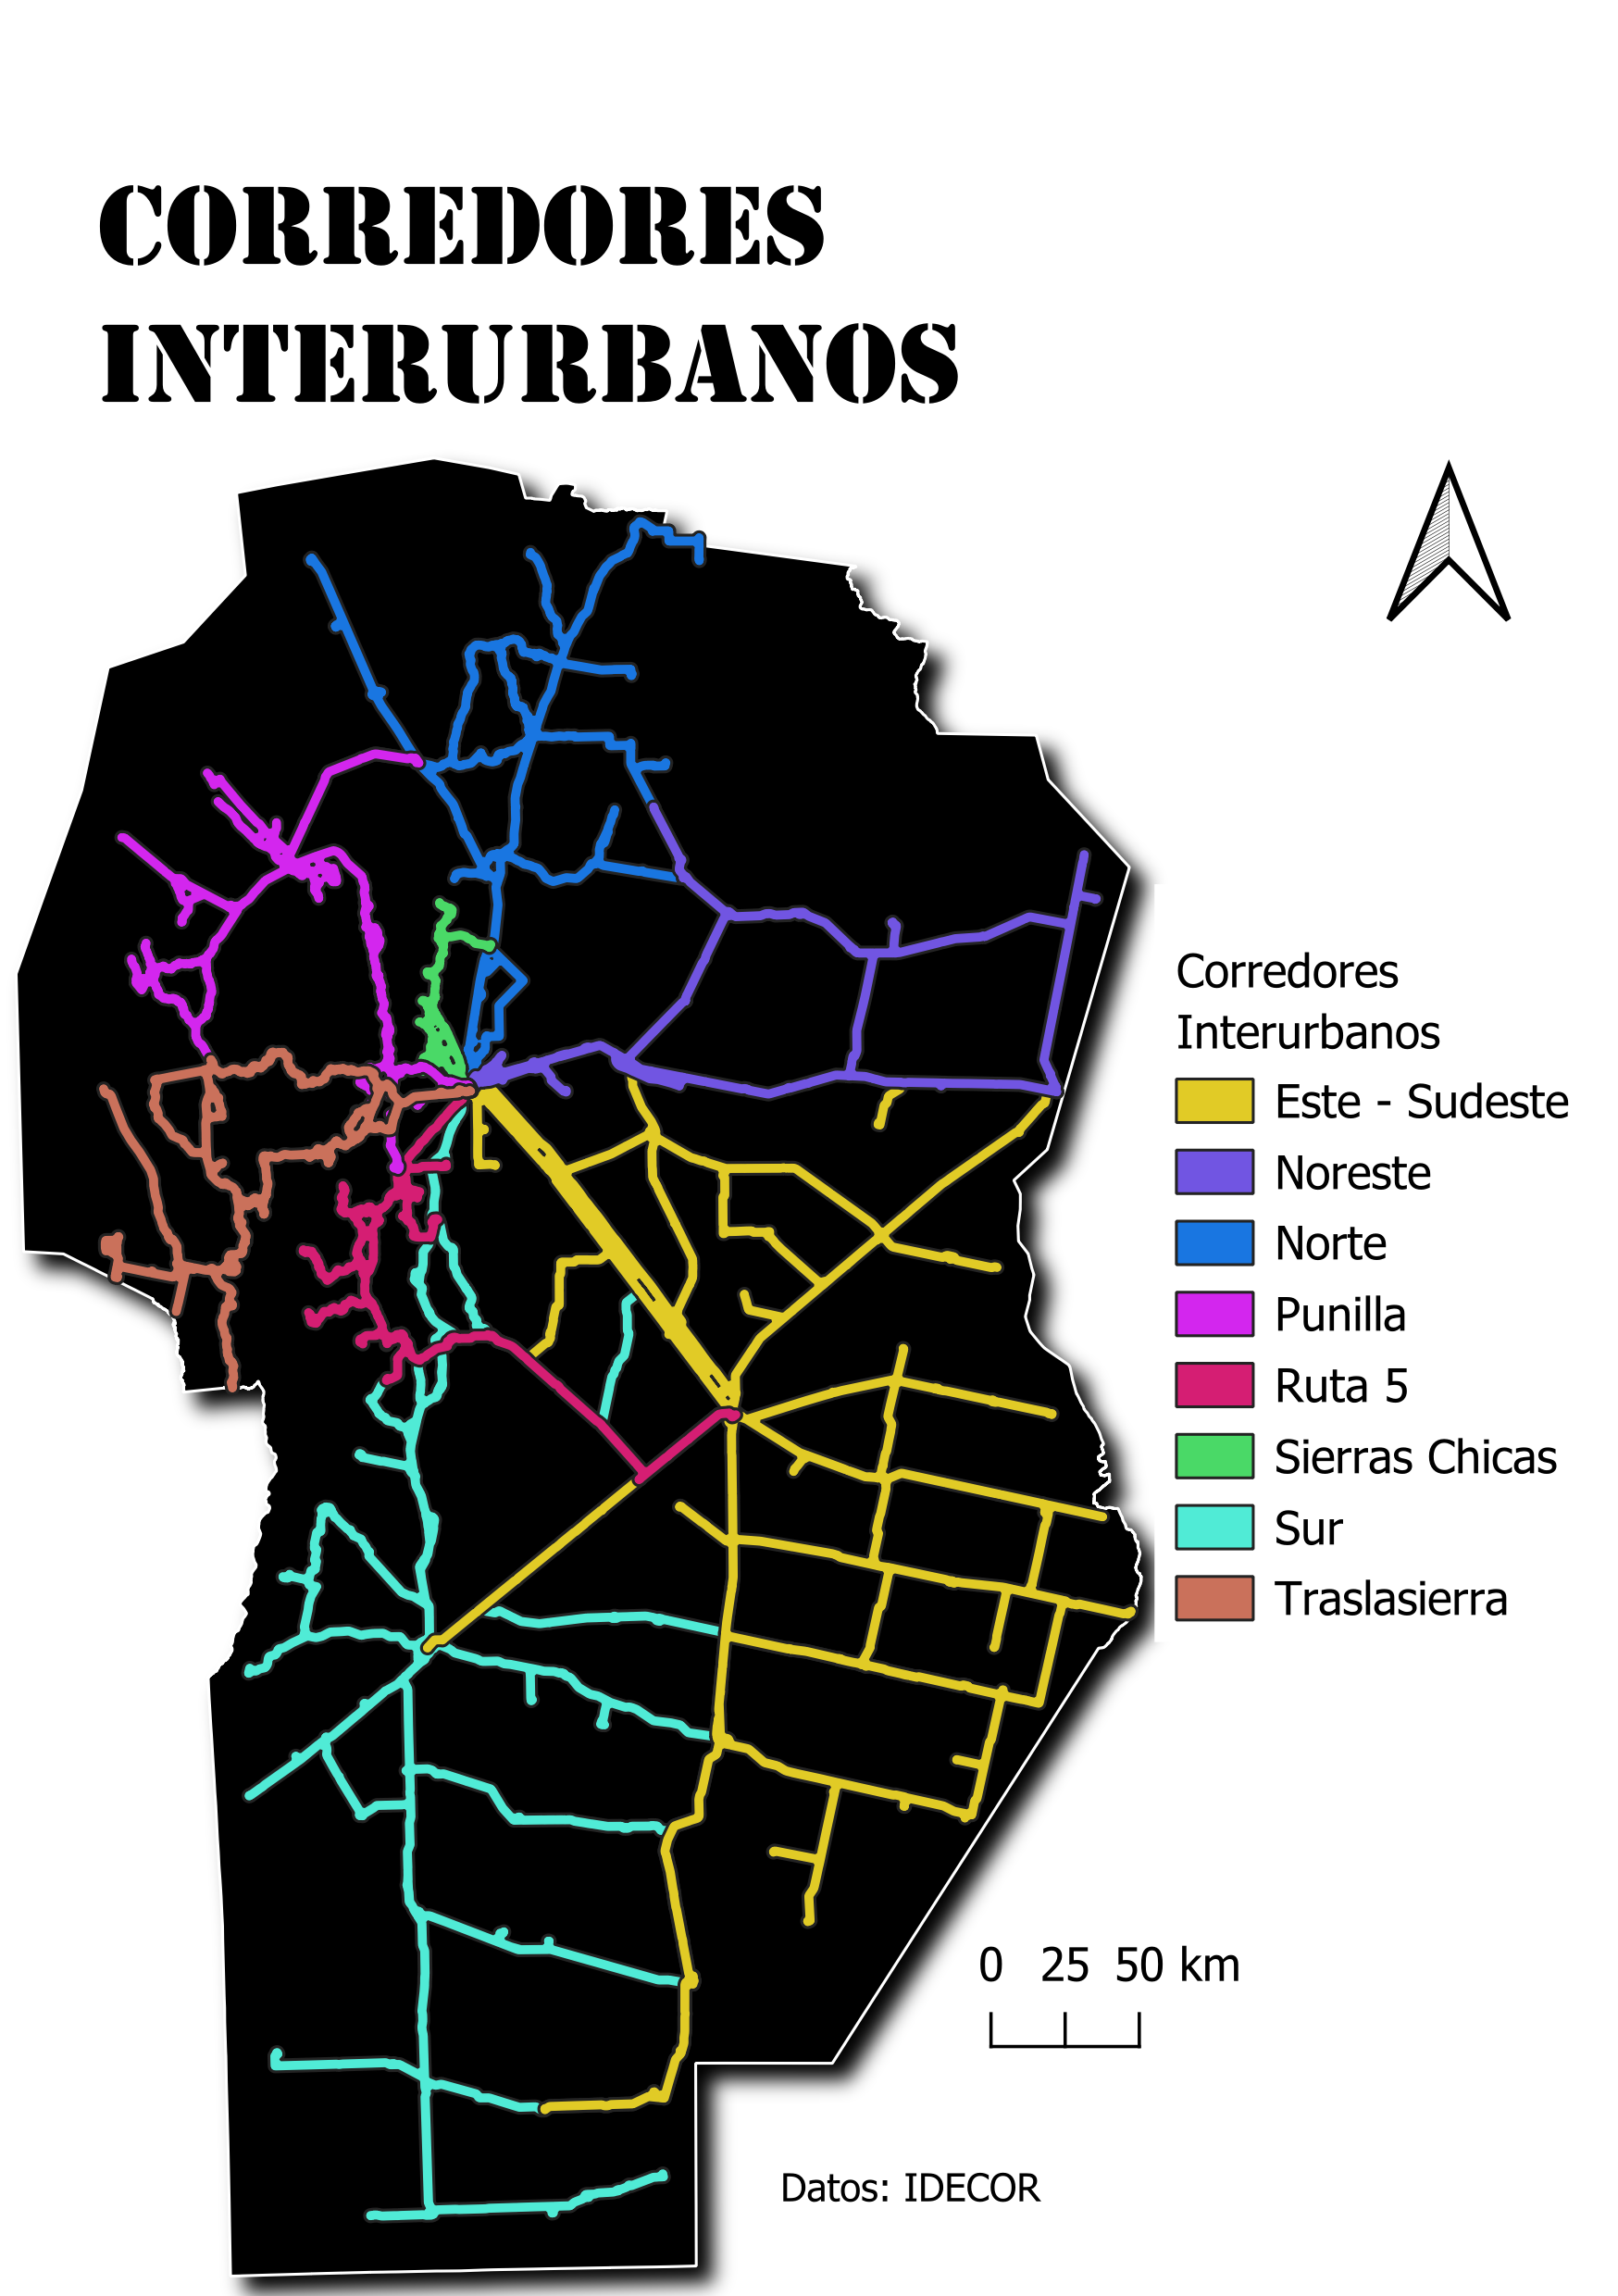 CORREDORES
INTERURBANOS
Corredores
Interurbanos
Este - Sudeste
Noreste
Norte
Punilla
Ruta 5
Sierras Chicas
Sur
Traslasierra
0 25 50 km
Datos: IDECOR